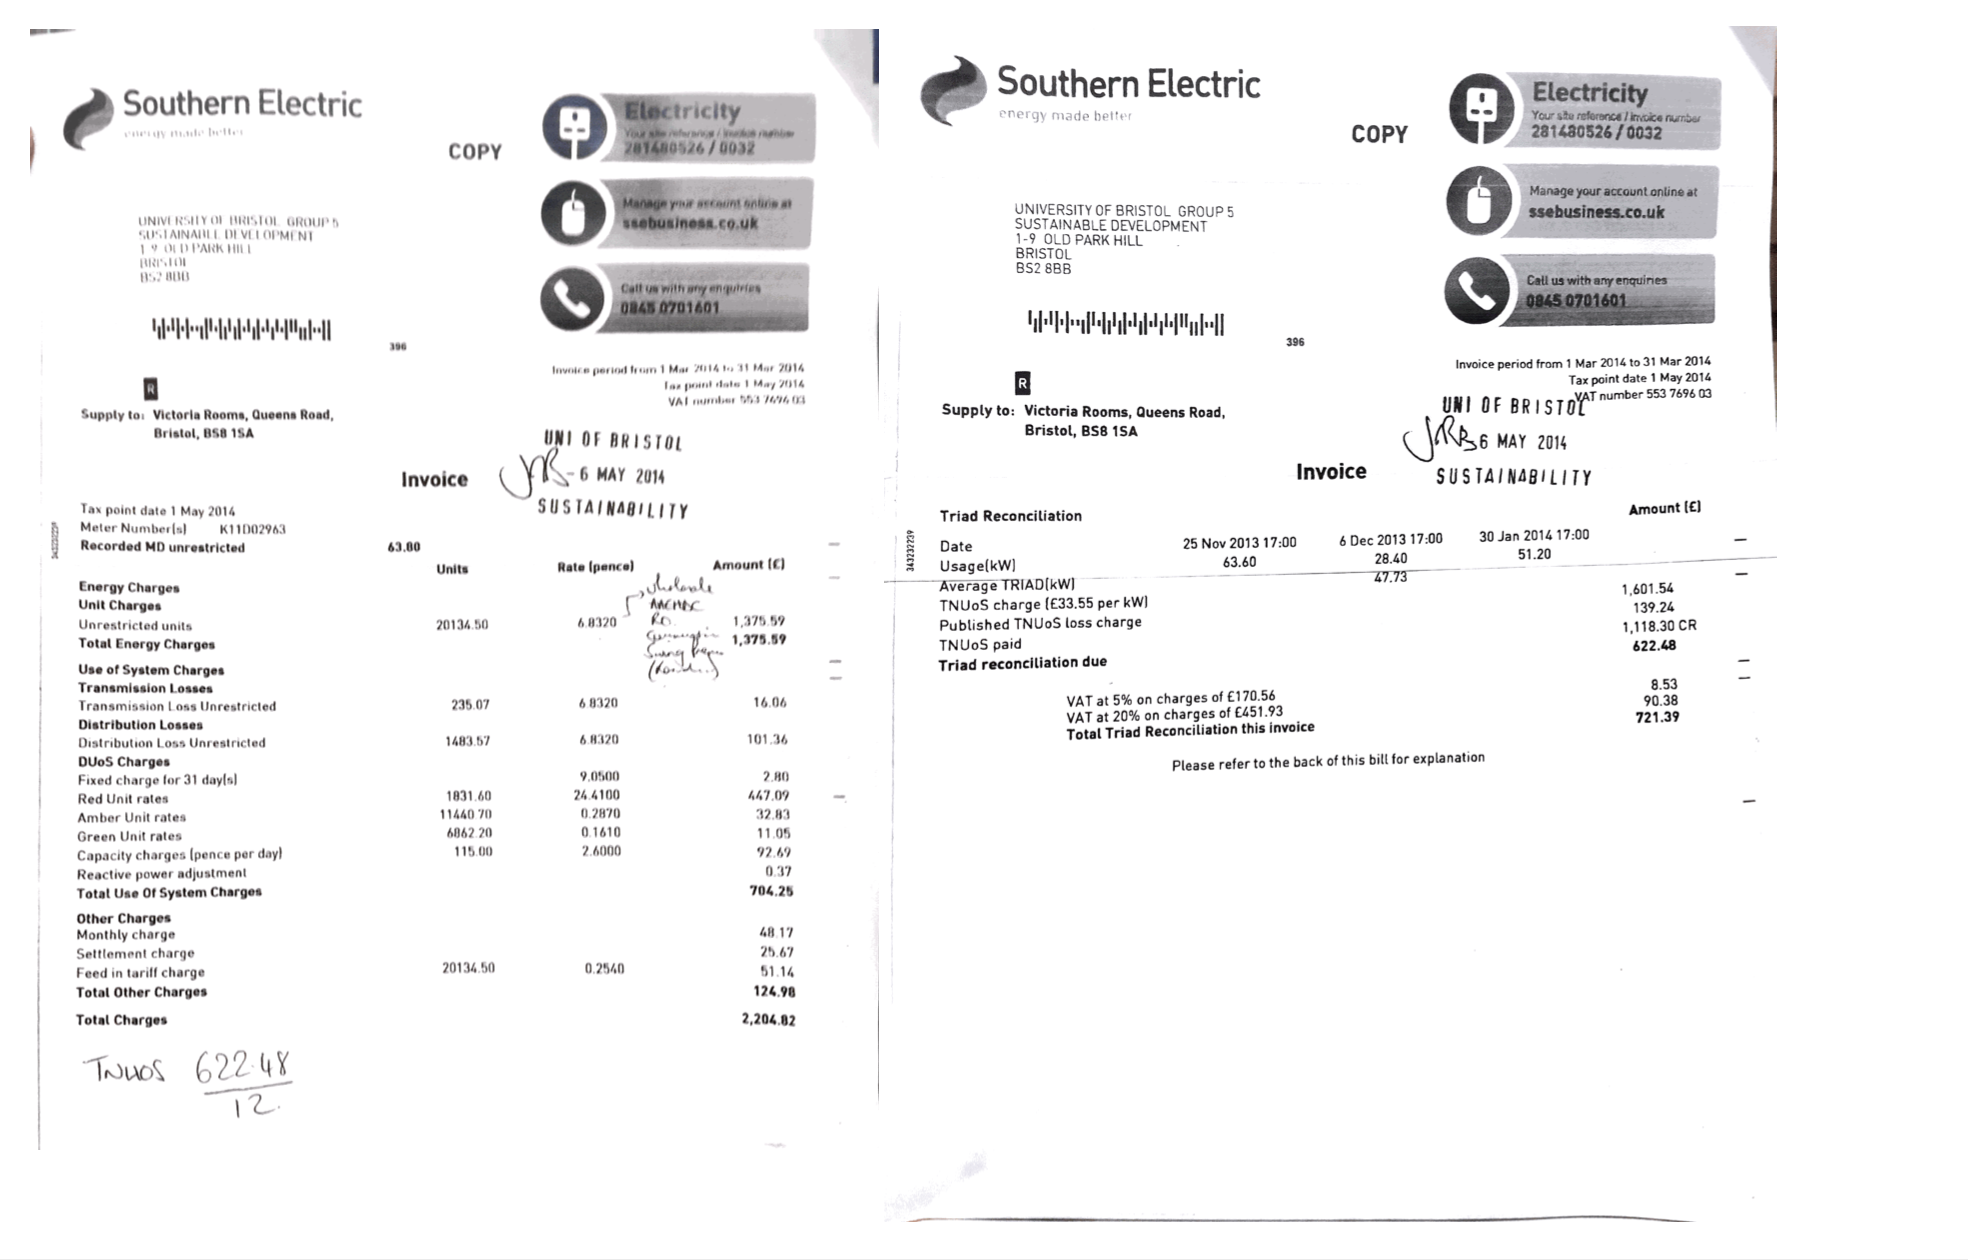 Southern Electric
energy made better
COPY
Electricity
Your site reference / invoice number
281480526 / 0032
Manage your account online at
ssebusiness.co.uk
Call us with any enquiries
0845 0701601
UNIVERSITY OF BRISTOL GROUP 5
SUSTAINABLE DEVELOPMENT
1-9 OLD PARK HILL
BRISTOL
BS2 8BB
396
Invoice period from 1 Mar 2014 to 31 Mar 2014
Tax point date 1 May 2014
VAT number 553 7696 03
R
Supply to: Victoria Rooms, Queens Road,
Bristol, BS8 1SA
UNI OF BRISTOL
- 6 MAY 2014
SUSTAINABILITY
Invoice
Tax point date 1 May 2014
Meter Number(s) K11D02963
Recorded MD unrestricted 63.80
343232239
Units Rate (pence) Amount (£)
Energy Charges
Unit Charges
Unrestricted units 20134.50 6.8320 1,375.59
Total Energy Charges 1,375.59
Use of System Charges
Transmission Losses
Transmission Loss Unrestricted 235.07 6.8320 16.06
Distribution Losses
Distribution Loss Unrestricted 1483.57 6.8320 101.36
DUoS Charges
Fixed charge for 31 day(s) 9.0500 2.80
Red Unit rates 1831.60 24.4100 447.09
Amber Unit rates 11440.70 0.2870 32.83
Green Unit rates 6862.20 0.1610 11.05
Capacity charges (pence per day) 115.00 2.6000 92.69
Reactive power adjustment 0.37
Total Use Of System Charges 704.25
Other Charges
Monthly charge 48.17
Settlement charge 25.67
Feed in tariff charge 20134.50 0.2540 51.14
Total Other Charges 124.98
Total Charges 2,204.82
TNUOS 622.48
12.
Southern Electric
energy made better
COPY
Electricity
Your site reference / invoice number
281480526 / 0032
Manage your account online at
ssebusiness.co.uk
Call us with any enquiries
0845 0701601
UNIVERSITY OF BRISTOL GROUP 5
SUSTAINABLE DEVELOPMENT
1-9 OLD PARK HILL
BRISTOL
BS2 8BB
396
Invoice period from 1 Mar 2014 to 31 Mar 2014
Tax point date 1 May 2014
VAT number 553 7696 03
R
Supply to: Victoria Rooms, Queens Road,
Bristol, BS8 1SA
UNI OF BRISTOL
6 MAY 2014
SUSTAINABILITY
Invoice
343232239
Triad Reconciliation Amount (£)
Date 25 Nov 2013 17:00 6 Dec 2013 17:00 30 Jan 2014 17:00
Usage(kW) 63.60 28.40 51.20
Average TRIAD(kW) 47.73
TNUoS charge (£33.55 per kW) 1,601.54
Published TNUoS loss charge 139.24
TNUoS paid 1,118.30 CR
Triad reconciliation due 622.48
VAT at 5% on charges of £170.56 8.53
VAT at 20% on charges of £451.93 90.38
Total Triad Reconciliation this invoice 721.39
Please refer to the back of this bill for explanation